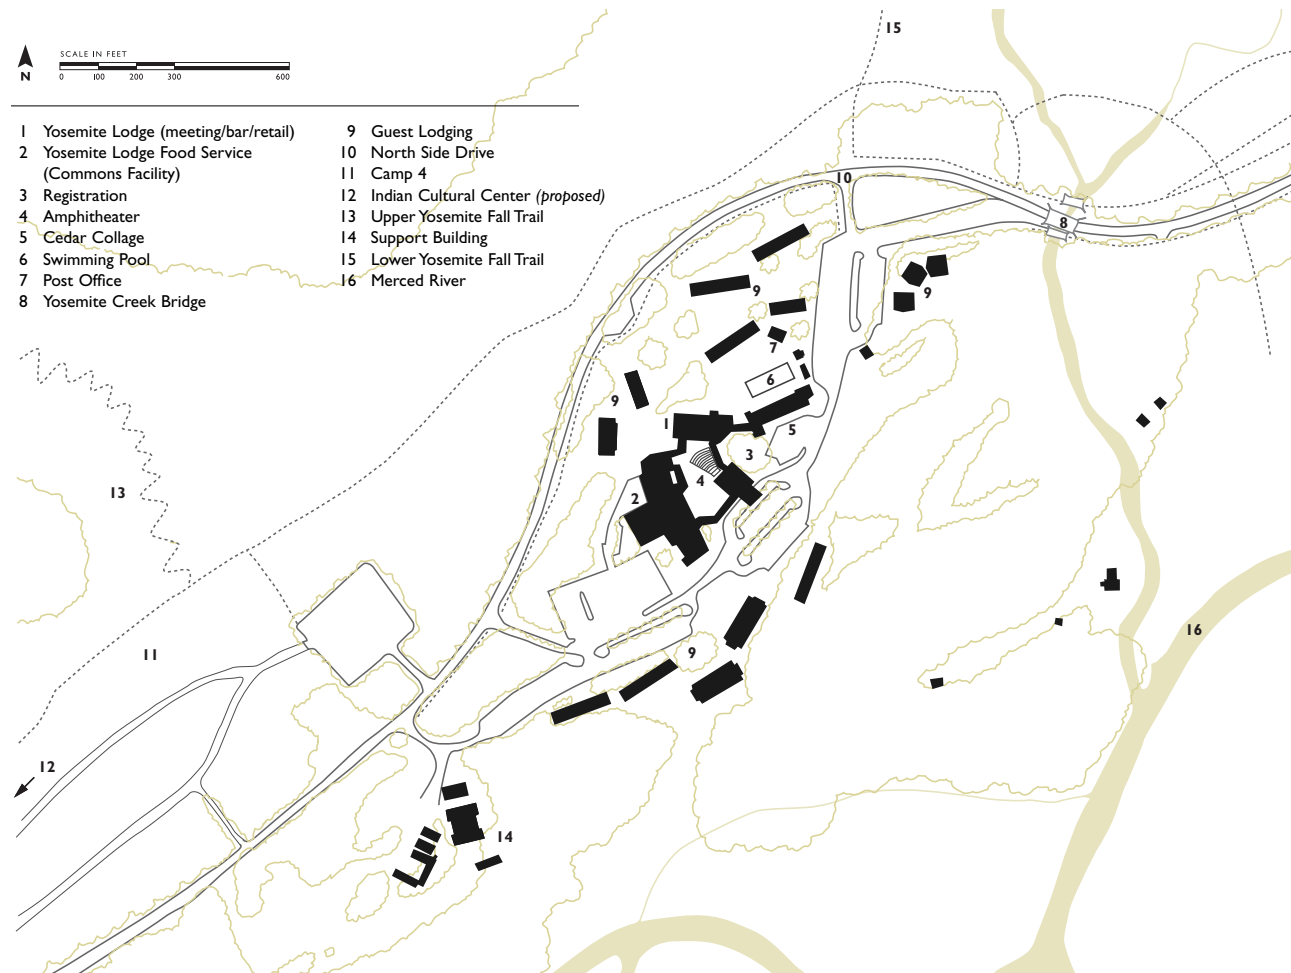 SCALE IN FEET
0 100 200 300 600
N
1 Yosemite Lodge (meeting/bar/retail)
2 Yosemite Lodge Food Service
(Commons Facility)
3 Registration
4 Amphitheater
5 Cedar Collage
6 Swimming Pool
7 Post Office
8 Yosemite Creek Bridge
9 Guest Lodging
10 North Side Drive
11 Camp 4
12 Indian Cultural Center (proposed)
13 Upper Yosemite Fall Trail
14 Support Building
15 Lower Yosemite Fall Trail
16 Merced River
15
10
8
9
9
7
6
9
1
5
3
4
2
13
16
11
9
12
14